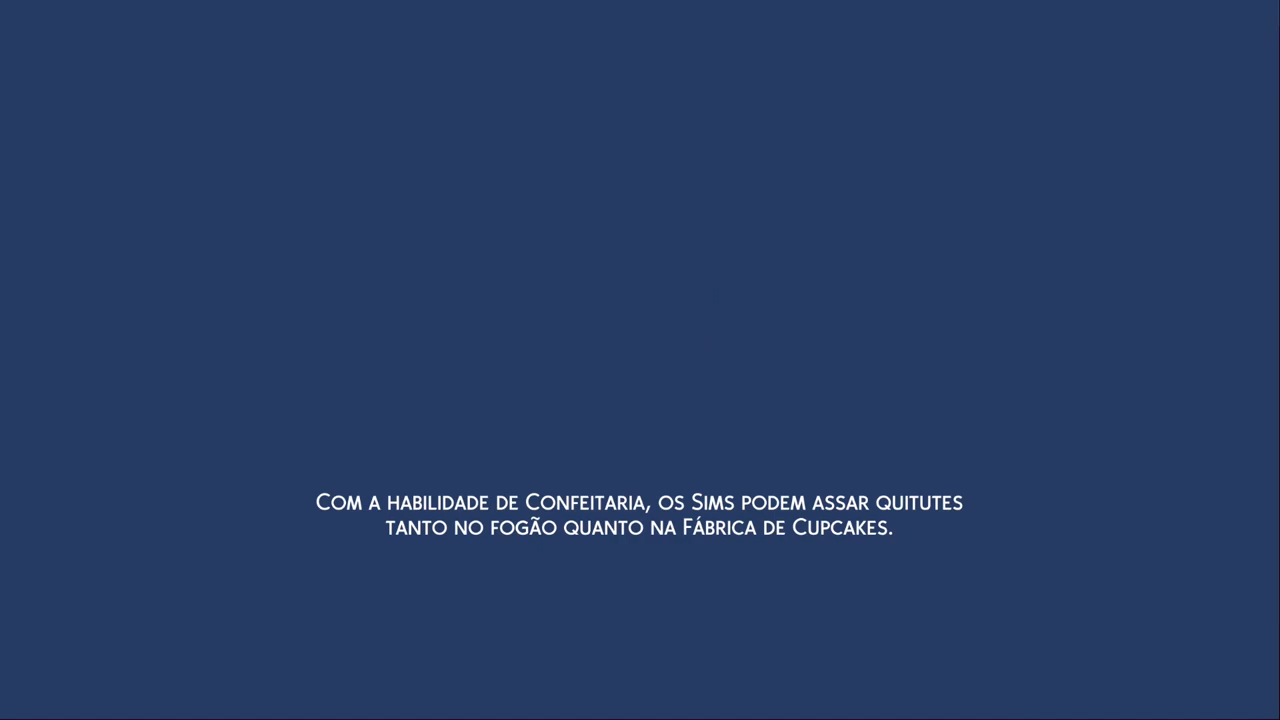 Com a habilidade de Confeitaria, os Sims podem assar quitutes
tanto no fogão quanto na Fábrica de Cupcakes.